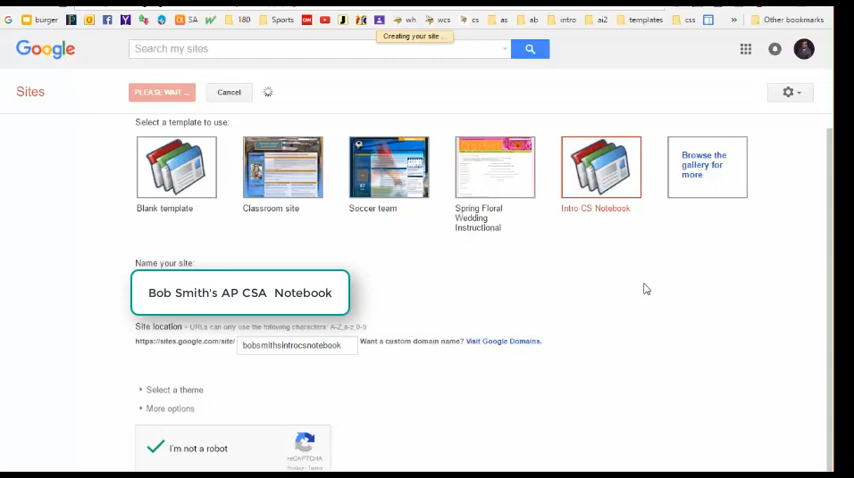 burger SA 180 Sports wh wcs cs as ab intro ai2 templates css » Other bookmarks
Creating your site ...
Google Search my sites
Sites PLEASE WAIT ... Cancel
Select a template to use:
Blank template Classroom site Soccer team Spring Floral Wedding Instructional Intro CS Notebook Browse the gallery for more
Name your site:
Bob Smith's AP CSA Notebook
Site location - URLs can only use the following characters: A-Z,a-z,0-9
https://sites.google.com/site/ bobsmithsintrocsnotebook Want a custom domain name? Visit Google Domains.
Select a theme
More options
I'm not a robot
reCAPTCHA
Privacy - Terms